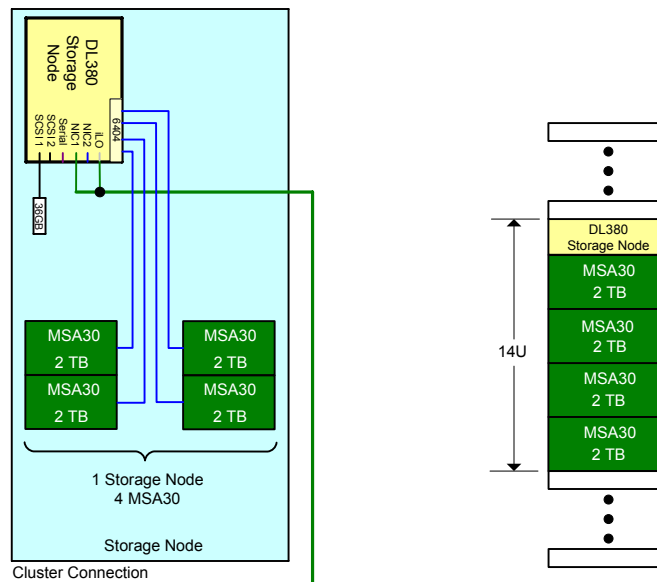 DL380
Storage
Node
6404
iLO
NIC2
NIC1
Serial
SCSI 2
SCSI 1
36GB
MSA30
2 TB
MSA30
2 TB
MSA30
2 TB
MSA30
2 TB
1 Storage Node
4 MSA30
Storage Node
Cluster Connection
14U
DL380
Storage Node
MSA30
2 TB
MSA30
2 TB
MSA30
2 TB
MSA30
2 TB